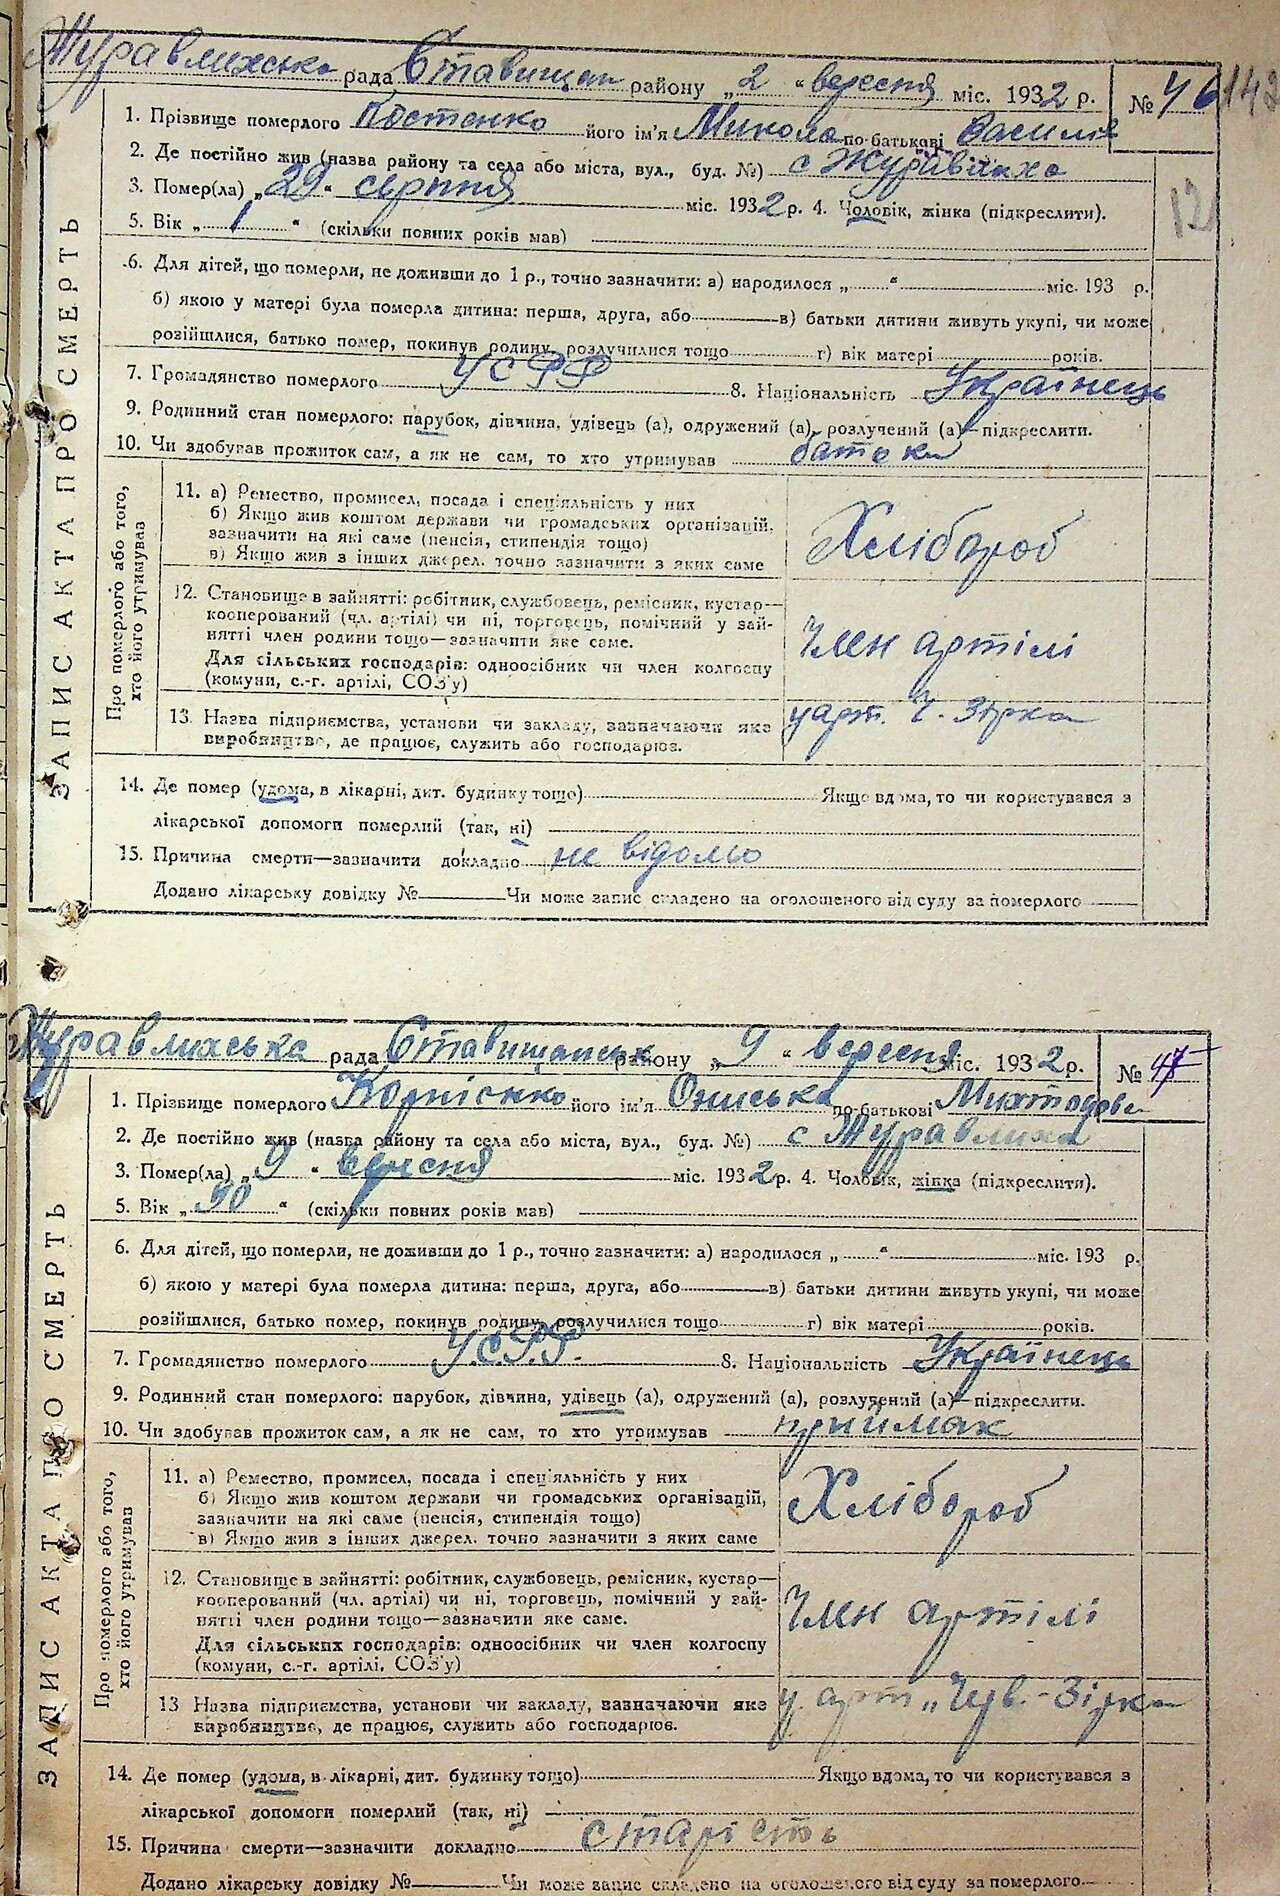 Журавлихська рада Ставищан району „2 “ вересня міс. 1932 р. № 46 142
1. Прізвище померлого Костенко його ім'я Микола по-батькові Василів
2. Де постійно жив (назва району та села або міста, вул., буд. №) с Журавлиха
3. Помер(ла) „29“ серпня міс. 1932 р. 4. Чоловік, жінка (підкреслити).
12
5. Вік „ 1 “ (скільки повних років мав)
6. Для дітей, що померли, не доживши до 1 р., точно зазначити: а) народилося „ “ міс. 193 р.
б) якою у матері була померла дитина: перша, друга, або в) батьки дитини живуть укупі, чи може
розійшлися, батько помер, покинув родину, розлучилися тощо г) вік матері років.
7. Громадянство померлого УСРР 8. Національність Українець
9. Родинний стан померлого: парубок, дівчина, удівець (а), одружений (а), розлучений (а)—підкреслити.
10. Чи здобував прожиток сам, а як не сам, то хто утримував батьки
ЗАПИС АКТА ПРО СМЕРТЬ
Про померлого або того,
хто його утримував
11. а) Ремество, промисел, посада і спеціяльність у них
б) Якщо жив коштом держави чи громадських організацій,
зазначити на які саме (пенсія, стипендія тощо)
в) Якщо жив з інших джерел, точно зазначити з яких саме
Хлібороб
12. Становище в зайнятті: робітник, службовець, ремісник, кустар—
кооперований (чл. артілі) чи ні, торговець, помічний у зай-
нятті член родини тощо—зазначити яке саме.
Для сільських господарів: одноосібник чи член колгоспу
(комуни, с.-г. артілі, СОЗ'у)
Член артілі
13. Назва підприємства, установи чи закладу, зазначаючи яке
виробництво, де працює, служить або господарює.
у арт. Ч. Зірка
14. Де помер (удома, в лікарні, дит. будинку тощо) Якщо вдома, то чи користувався з
лікарської допомоги померлий (так, ні)
15. Причина смерти—зазначити докладно не відомо
Додано лікарську довідку № Чи може запис складено на оголошеного від суду за померлого
Журавлихська рада Ставищанськ району „9 “ вересня міс. 1932 р. № 47
1. Прізвище померлого Корнієнко його ім'я Ониська по-батькові
2. Де постійно жив (назва району та села або міста, вул., буд. №) с Журавлиха
3. Помер(ла) „9 “ вересня міс. 1932 р. 4. Чоловік, жінка (підкреслити).
5. Вік „ 90 “ (скільки повних років мав)
6. Для дітей, що померли, не доживши до 1 р., точно зазначити: а) народилося „ “ міс. 193 р.
б) якою у матері була померла дитина: перша, друга, або в) батьки дитини живуть укупі, чи може
розійшлися, батько помер, покинув родину, розлучилися тощо г) вік матері років.
7. Громадянство померлого У.С.Р.Р. 8. Національність Українець
9. Родинний стан померлого: парубок, дівчина, удівець (а), одружений (а), розлучений (а)—підкреслити.
10. Чи здобував прожиток сам, а як не сам, то хто утримував приймак
ЗАПИС АКТА ПРО СМЕРТЬ
Про померлого або того,
хто його утримував
11. а) Ремество, промисел, посада і спеціяльність у них
б) Якщо жив коштом держави чи громадських організацій,
зазначити на які саме (пенсія, стипендія тощо)
в) Якщо жив з інших джерел, точно зазначити з яких саме
Хлібороб
12. Становище в зайнятті: робітник, службовець, ремісник, кустар—
кооперований (чл. артілі) чи ні, торговець, помічний у зай-
нятті член родини тощо—зазначити яке саме.
Для сільських господарів: одноосібник чи член колгоспу
(комуни, с.-г. артілі, СОЗ'у)
Член артілі
13 Назва підприємства, установи чи закладу, зазначаючи яке
виробництво, де працює, служить або господарює.
у. арт „Черв.-Зірка
14. Де помер (удома, в лікарні, дит. будинку тощо) Якщо вдома, то чи користувався з
лікарської допомоги померлий (так, ні)
15. Причина смерти—зазначити докладно старість
Додано лікарську довідку № Чи може запис складено на оголошеного від суду за померлого